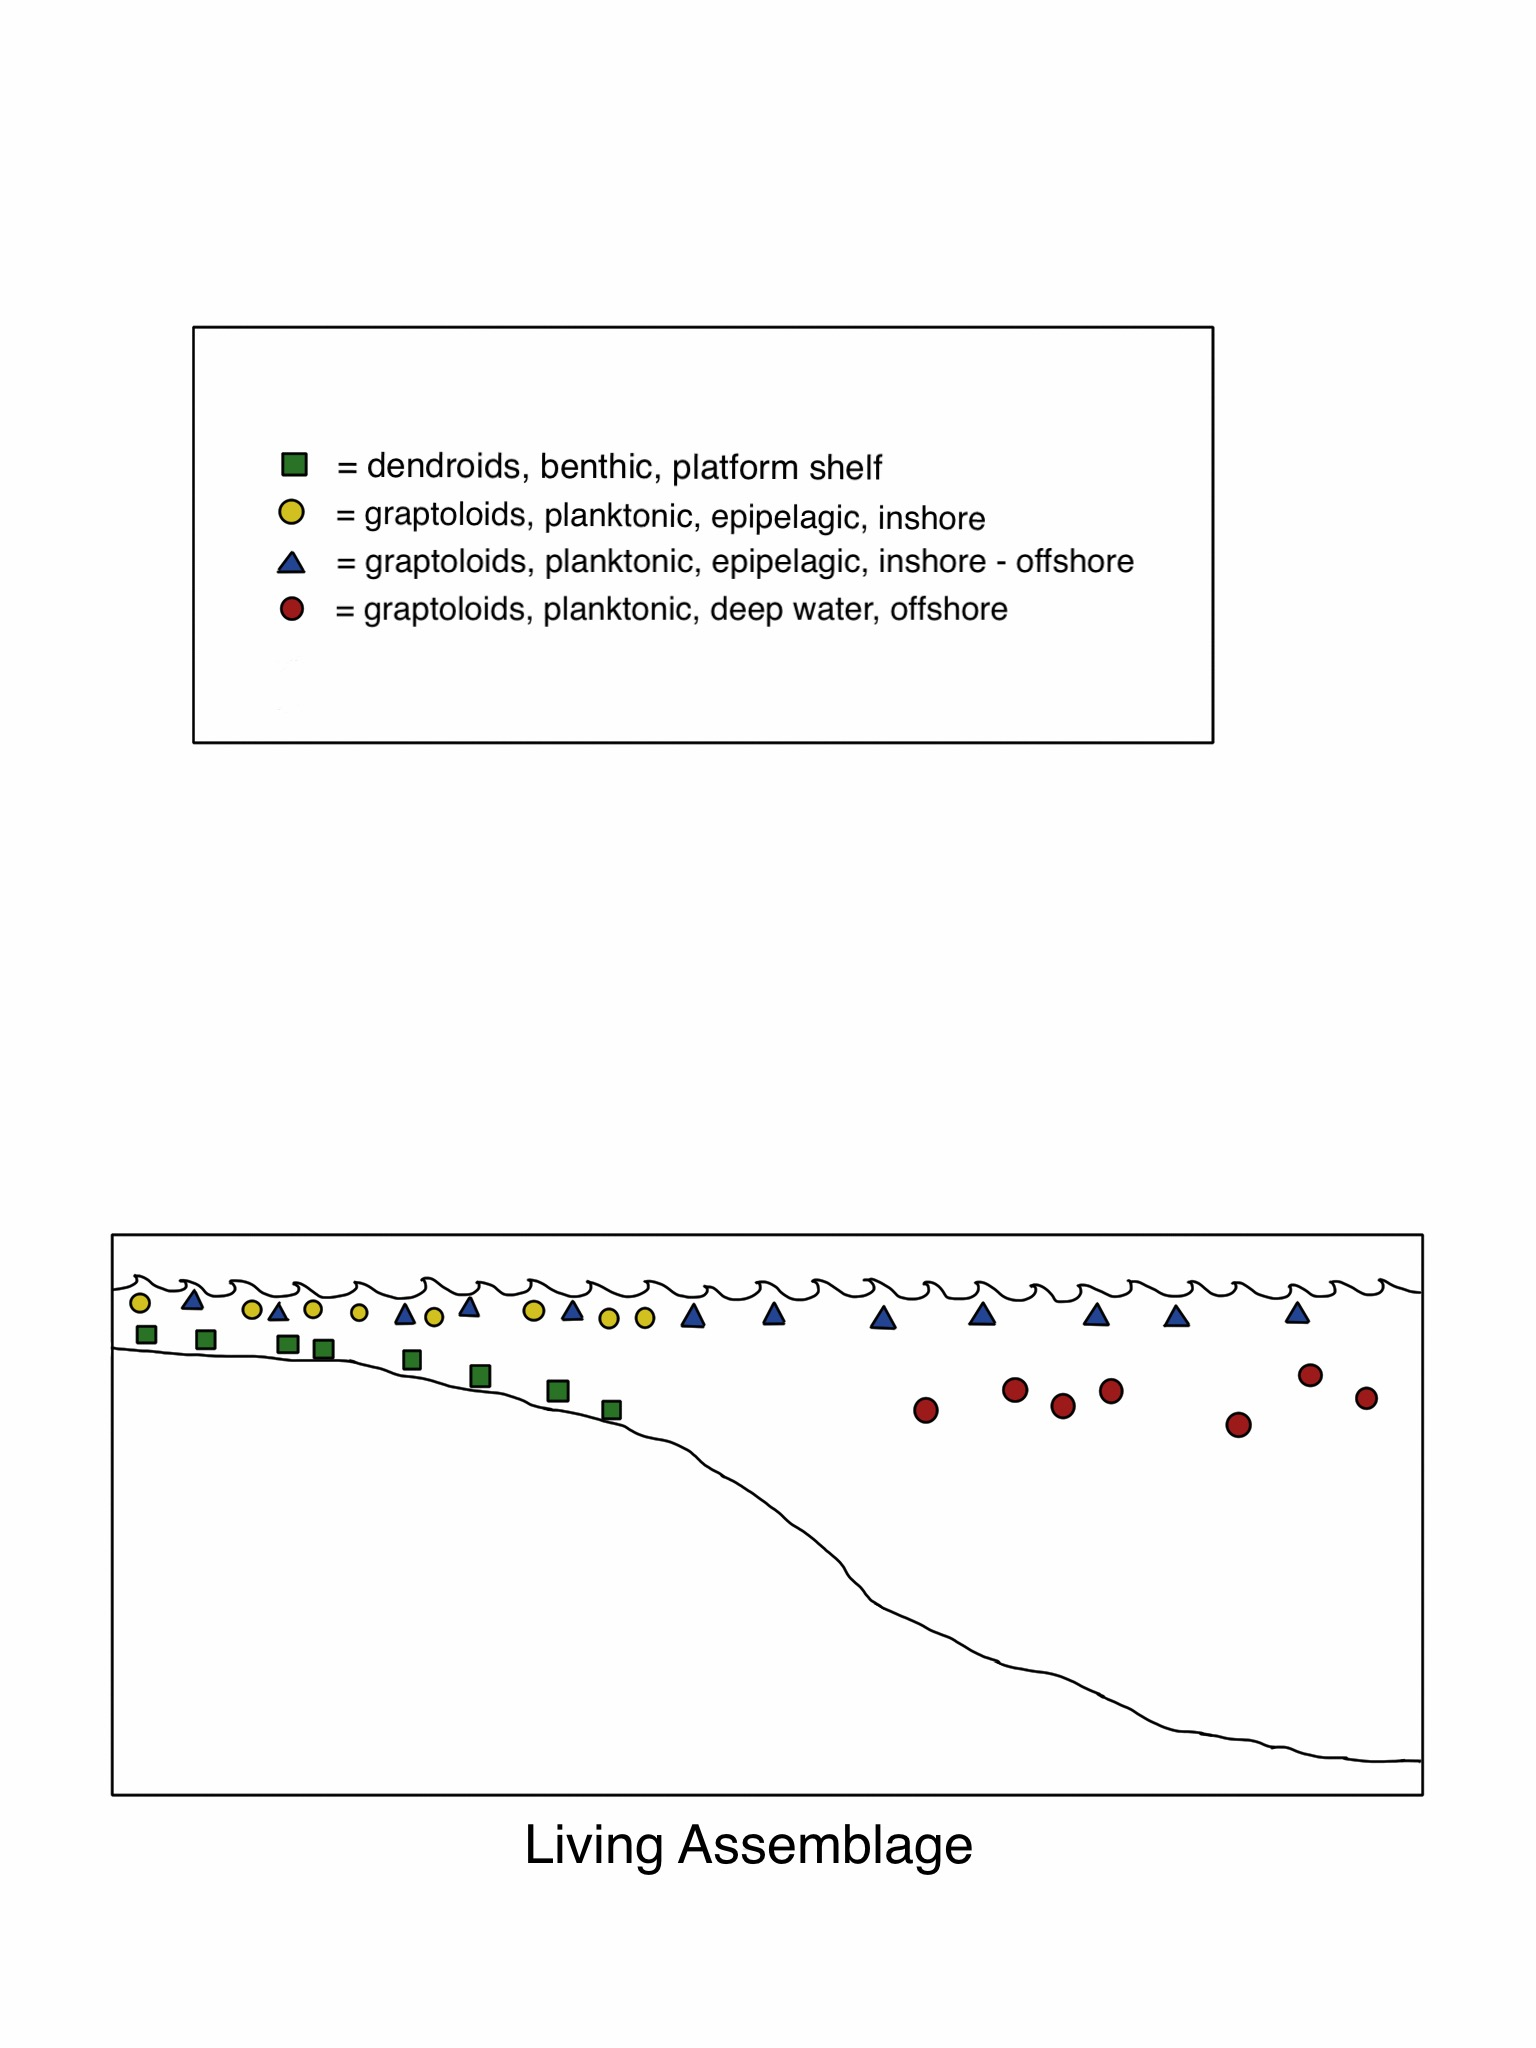 = dendroids, benthic, platform shelf
= graptoloids, planktonic, epipelagic, inshore
= graptoloids, planktonic, epipelagic, inshore - offshore
= graptoloids, planktonic, deep water, offshore
Living Assemblage